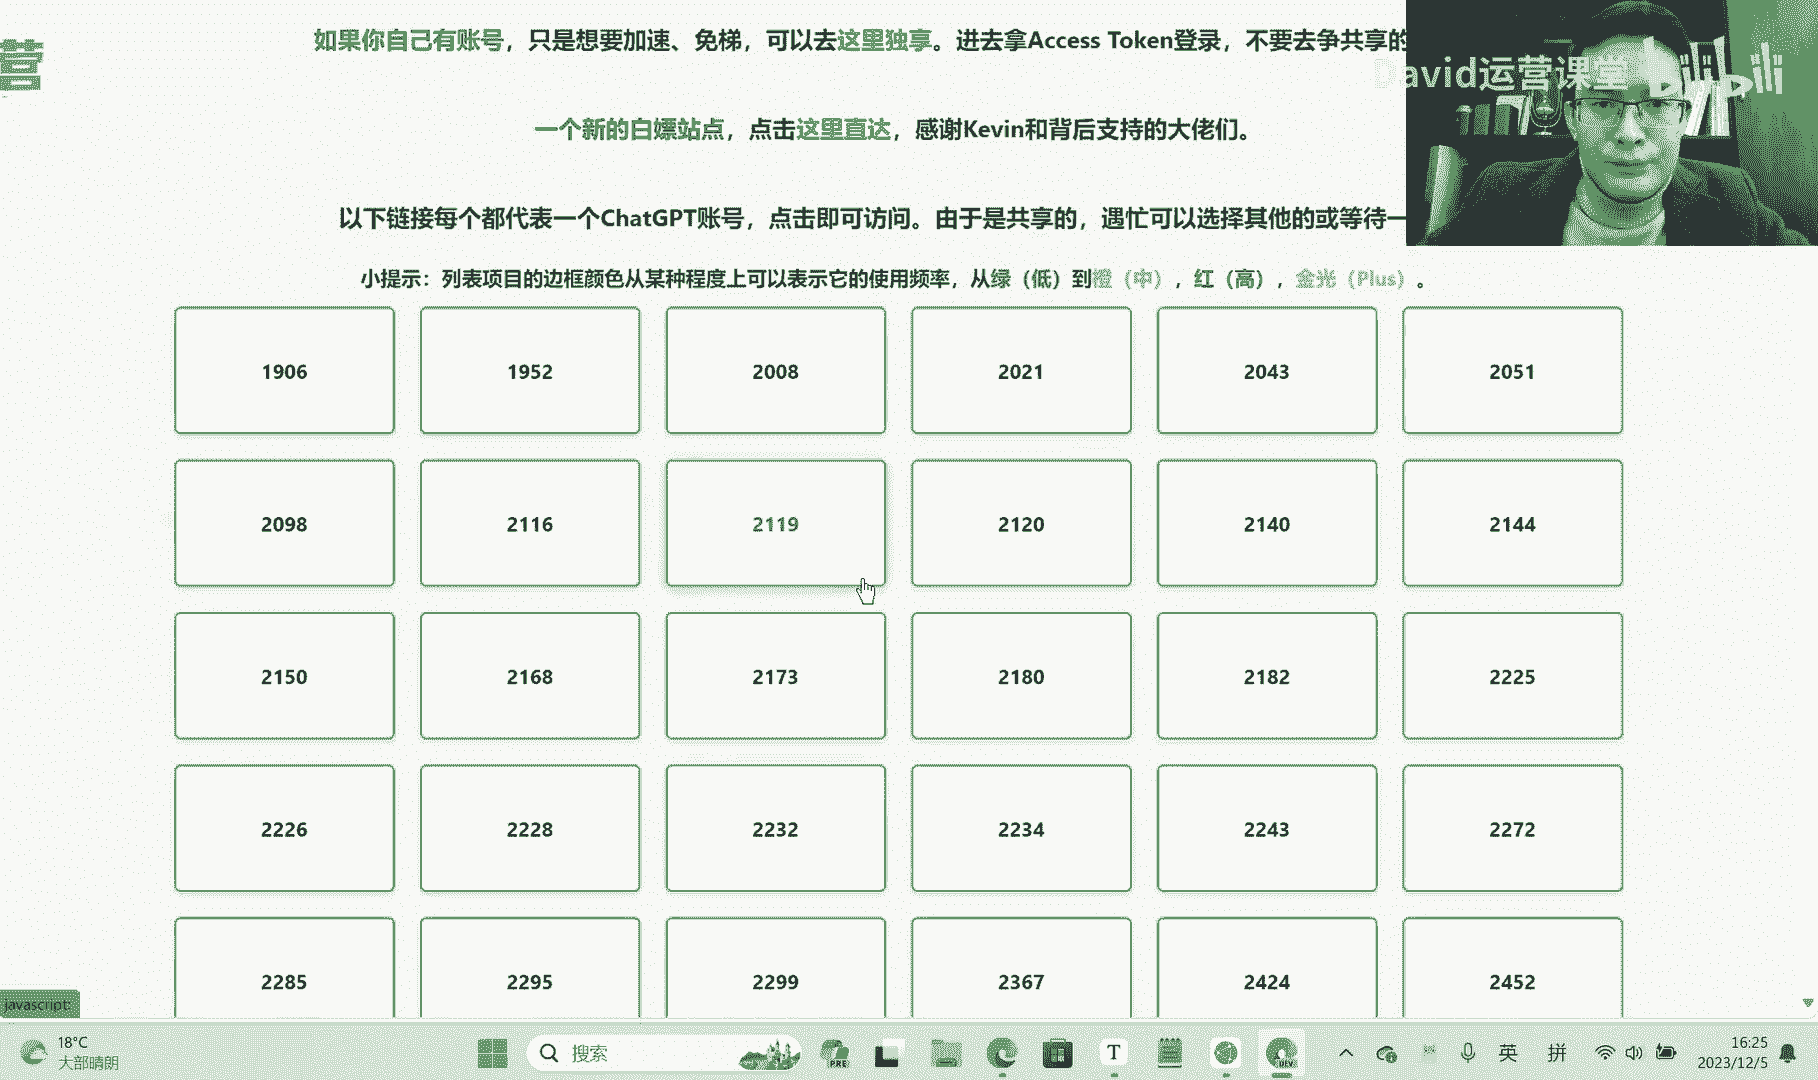 如果你自己有账号，只是想要加速、免梯，可以去这里独享。进去拿Access Token登录，不要去争共享的
David运营课堂 bilibili
营
一个新的白嫖站点，点击这里直达，感谢Kevin和背后支持的大佬们。
以下链接每个都代表一个ChatGPT账号，点击即可访问。由于是共享的，遇忙可以选择其他的或等待一
小提示：列表项目的边框颜色从某种程度上可以表示它的使用频率，从绿（低）到橙（中），红（高），金光（Plus）。
1906 1952 2008 2021 2043 2051
2098 2116 2119 2120 2140 2144
2150 2168 2173 2180 2182 2225
2226 2228 2232 2234 2243 2272
2285 2295 2299 2367 2424 2452
javascript:
18°C
大部晴朗
搜索
PRE
T
DEV
英 拼
16:25
2023/12/5